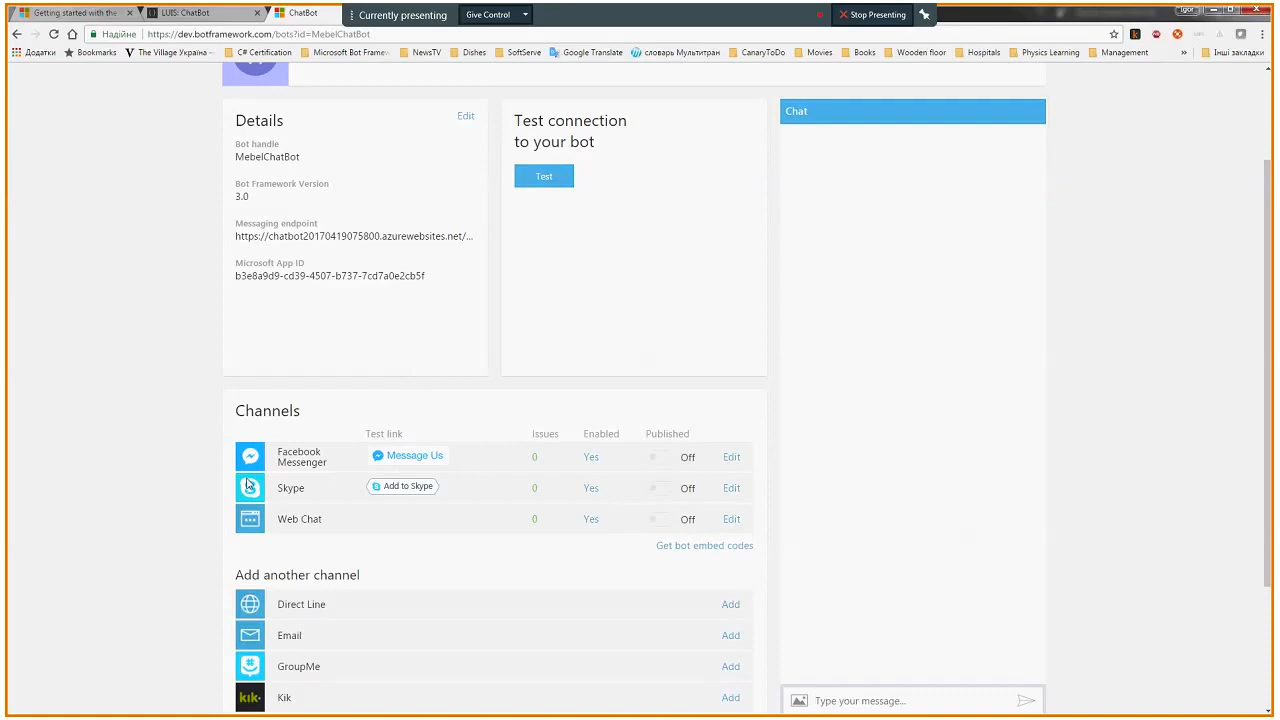 Getting started with the
LUIS: ChatBot
ChatBot
Currently presenting
Give Control
Stop Presenting
Igor
Надійне
https://dev.botframework.com/bots?id=MebelChatBot
Додатки
Bookmarks
The Village Україна –
C# Certification
Microsoft Bot Framew
NewsTV
Dishes
SoftServe
Google Translate
словарь Мультитран
CanaryToDo
Movies
Books
Wooden floor
Hospitals
Physics Learning
Management
»
Інші закладки
Details
Edit
Bot handle
MebelChatBot
Bot Framework Version
3.0
Messaging endpoint
https://chatbot20170419075800.azurewebsites.net/...
Microsoft App ID
b3e8a9d9-cd39-4507-b737-7cd7a0e2cb5f
Test connection
to your bot
Test
Chat
Channels
Test link Issues Enabled Published
Facebook
Messenger
Message Us 0 Yes Off Edit
Skype Add to Skype 0 Yes Off Edit
Web Chat 0 Yes Off Edit
Get bot embed codes
Add another channel
Direct Line Add
Email Add
GroupMe Add
kik· Kik Add
Type your message...